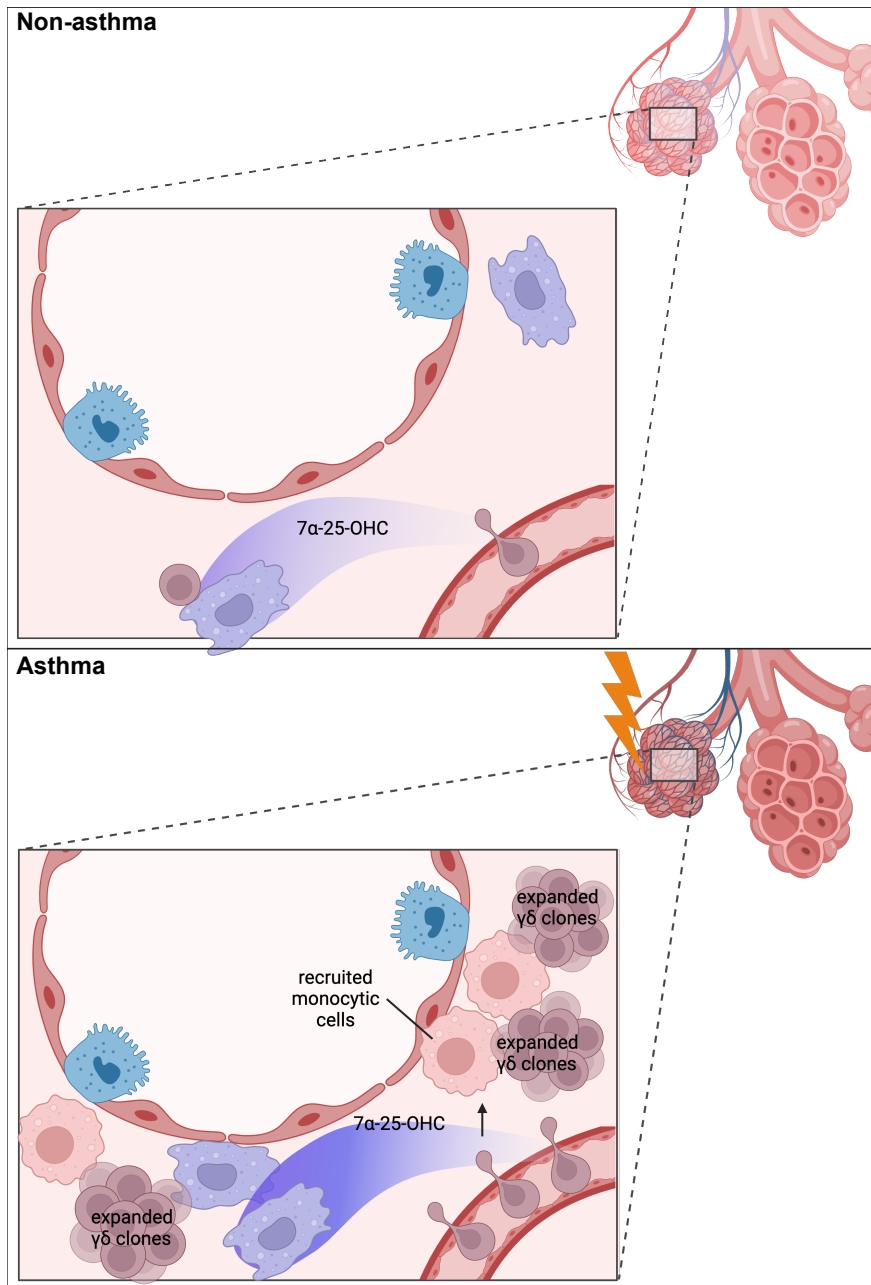 Non-asthma
7α-25-OHC
Asthma
expanded
γδ clones
recruited
monocytic
cells
expanded
γδ clones
7α-25-OHC
expanded
γδ clones